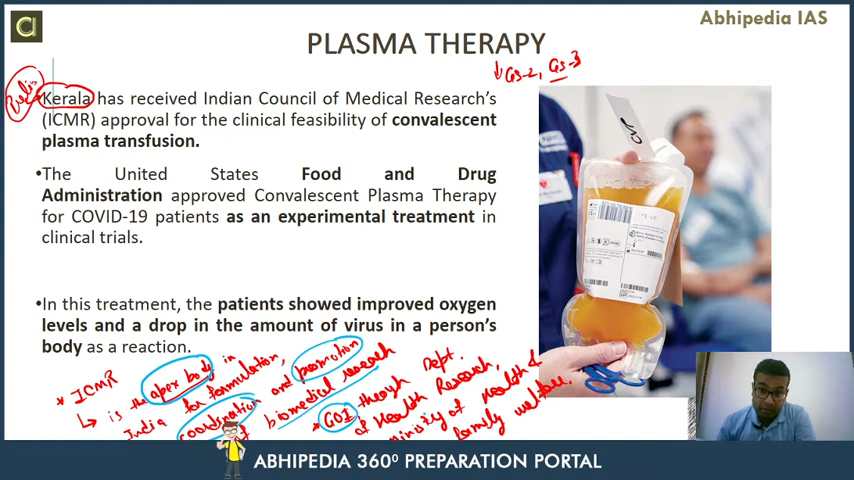 Abhipedia IAS
PLASMA THERAPY
GS-2, GS-3
Kerala has received Indian Council of Medical Research's
(ICMR) approval for the clinical feasibility of convalescent
plasma transfusion.
•The United States Food and Drug
Administration approved Convalescent Plasma Therapy
for COVID-19 patients as an experimental treatment in
clinical trials.
•In this treatment, the patients showed improved oxygen
levels and a drop in the amount of virus in a person's
body as a reaction.
* ICMR
is the apex body in
India for formulation,
coordination and promotion
of biomedical research
* GOI through Dept.
of Health Research,
Ministry of Health &
family welfare.
ABHIPEDIA 360⁰ PREPARATION PORTAL